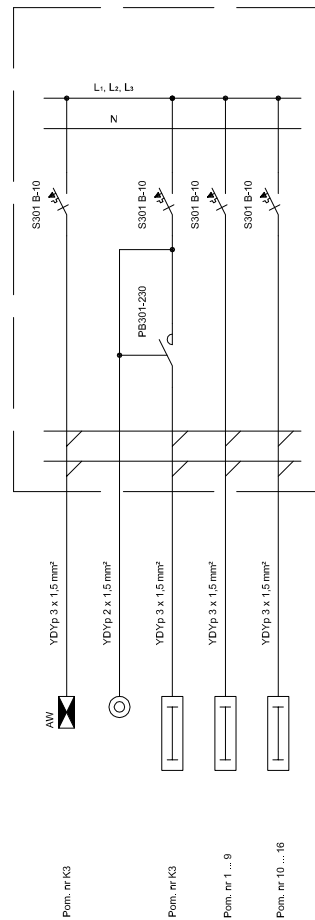 L1, L2, L3
N
S301 B-10
S301 B-10
S301 B-10
S301 B-10
PB301-230
YDYp 3 x 1,5 mm²
YDYp 2 x 1,5 mm²
YDYp 3 x 1,5 mm²
YDYp 3 x 1,5 mm²
YDYp 3 x 1,5 mm²
AW
Pom. nr K3
Pom. nr K3
Pom. nr 1 ... 9
Pom. nr 10 ... 16